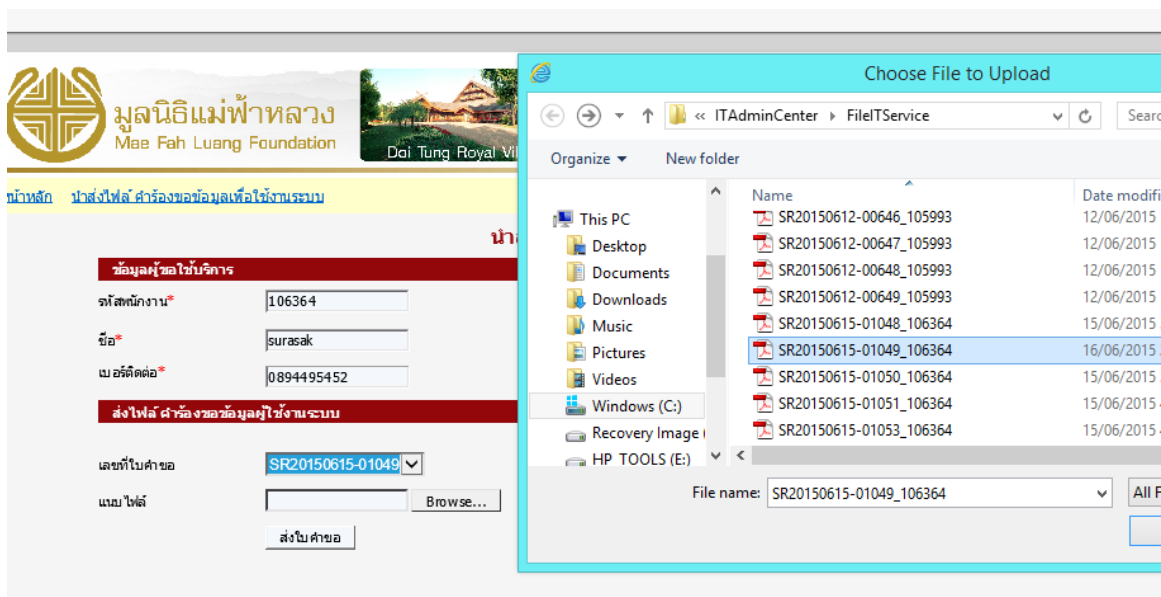 มูลนิธิแม่ฟ้าหลวง
Mae Fah Luang Foundation
Doi Tung Royal Vil
น้าหลัก นำส่งไฟล์ คำร้องขอข้อมูลเพื่อใช้งานระบบ
นำส
ข้อมูลผู้ขอใช้บริการ
รหัสพนักงาน*
106364
ชื่อ*
surasak
เบอร์ติดต่อ*
0894495452
ส่งไฟล์ คำร้องขอข้อมูลผู้ใช้งานระบบ
เลขที่ใบคำขอ
SR20150615-01049
แนบไฟล์
Browse...
ส่งใบคำขอ
Choose File to Upload
« ITAdminCenter FileITService
Searc
Organize New folder
Name Date modifi
This PC
Desktop
Documents
Downloads
Music
Pictures
Videos
Windows (C:)
Recovery Image (
HP_TOOLS (E:)
SR20150612-00646_105993 12/06/2015
SR20150612-00647_105993 12/06/2015
SR20150612-00648_105993 12/06/2015
SR20150612-00649_105993 12/06/2015
SR20150615-01048_106364 15/06/2015
SR20150615-01049_106364 16/06/2015
SR20150615-01050_106364 15/06/2015
SR20150615-01051_106364 15/06/2015
SR20150615-01053_106364 15/06/2015
File name: SR20150615-01049_106364
All F